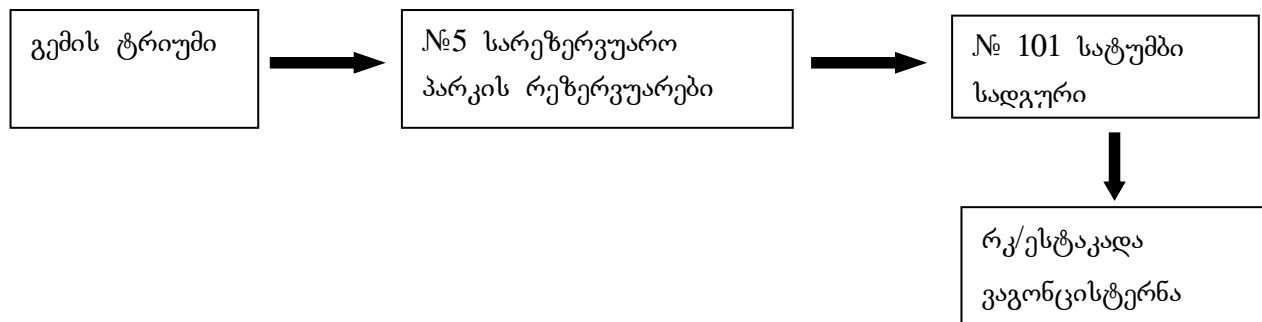 გემის ტრიუმი
№5 სარეზერვუარო
პარკის რეზერვუარები
№ 101 სატუმბი
სადგური
რკ/ესტაკადა
ვაგონცისტერნა